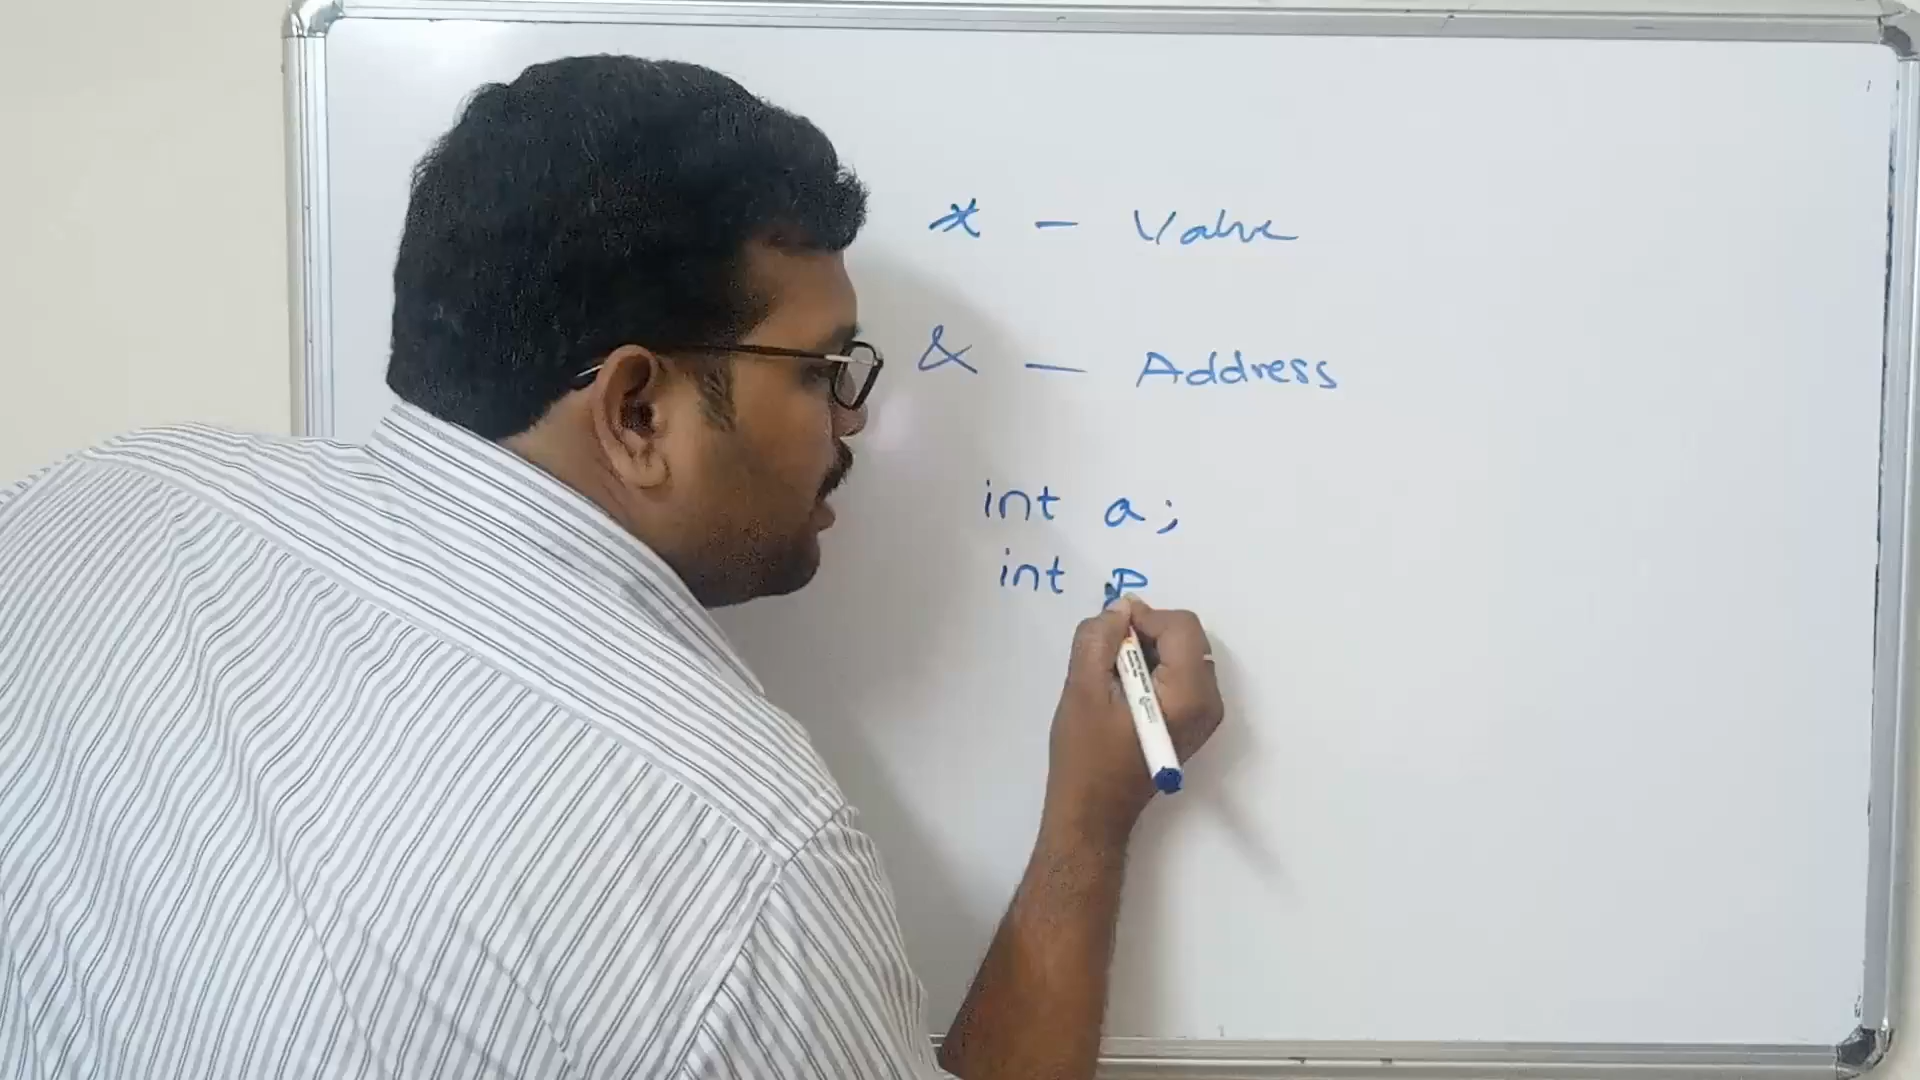 * - Value
& - Address
int a;
int P